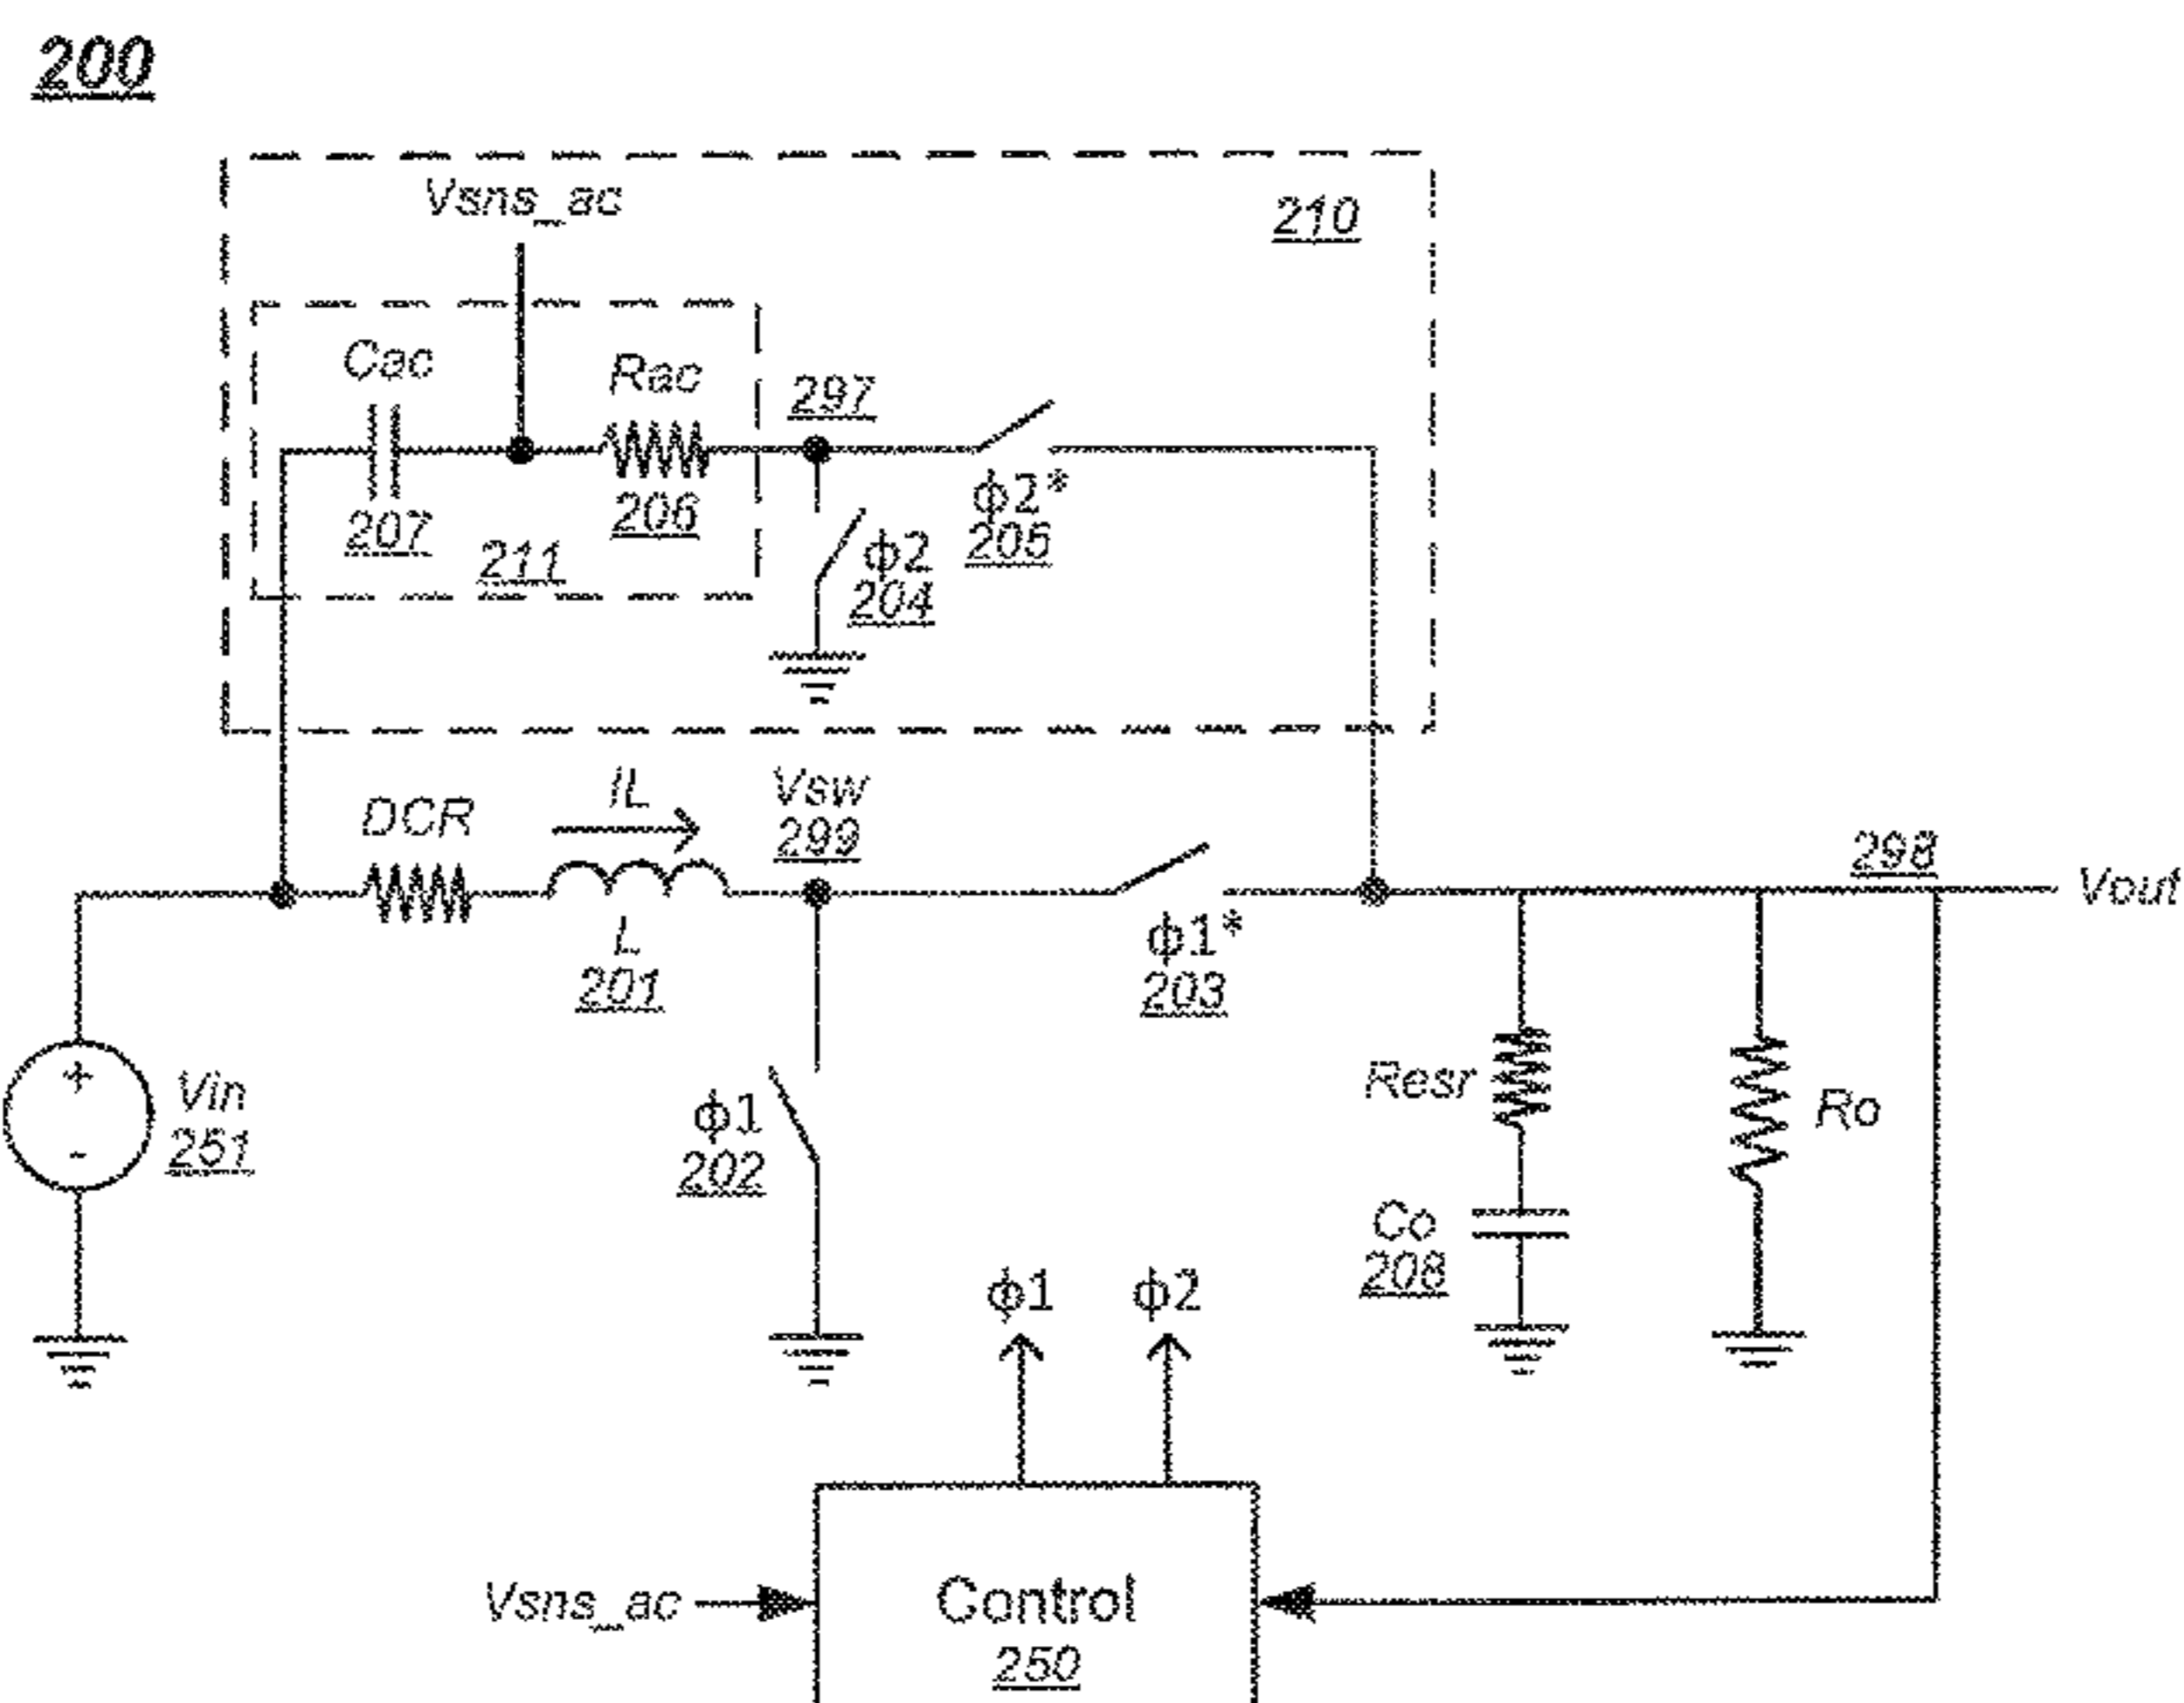 200
Vsns_ac
210
Cac
Rac
297
207
206
211
ϕ2*
205
ϕ2
204
DCR
IL
Vsw
299
298
Vout
L
201
ϕ1*
203
+
-
Vin
251
ϕ1
202
Resr
Ro
Co
208
ϕ1
ϕ2
Vsns_ac
Control
250